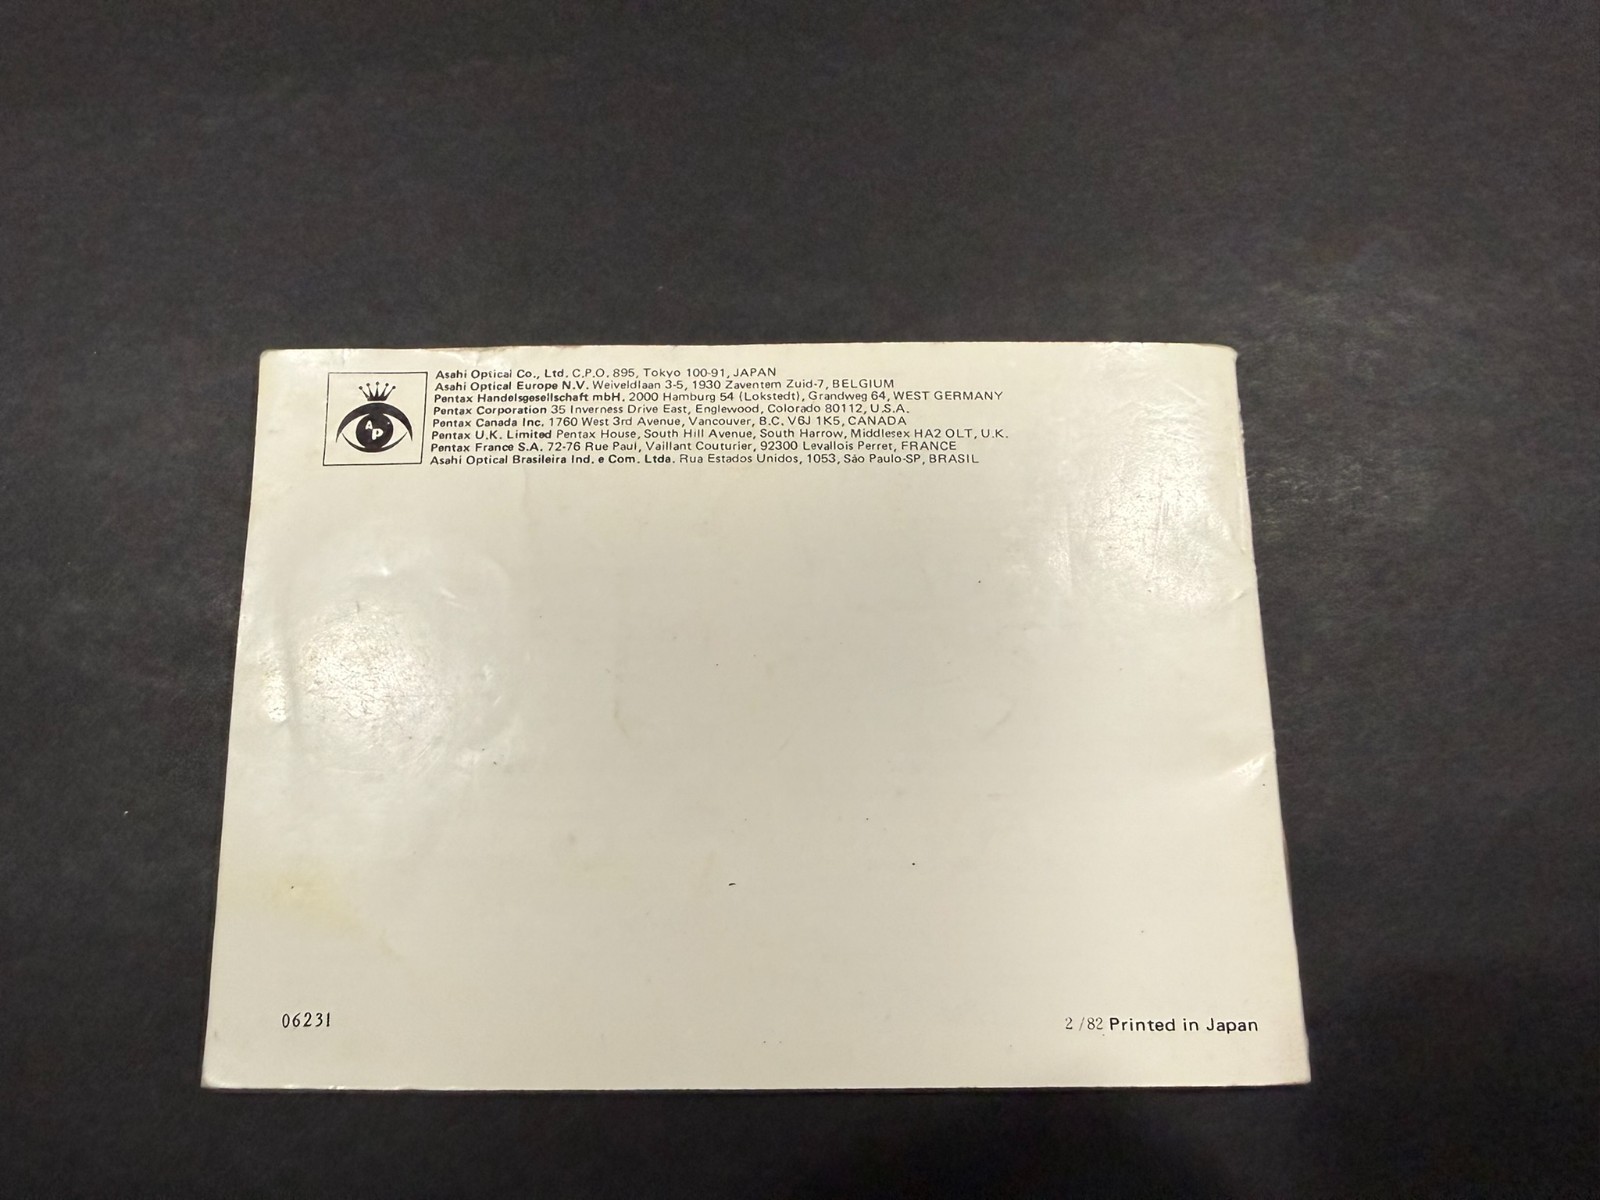 AP
Asahi Optical Co., Ltd. C.P.O. 895, Tokyo 100-91, JAPAN
Asahi Optical Europe N.V. Weiveldlaan 3-5, 1930 Zaventem Zuid-7, BELGIUM
Pentax Handelsgesellschaft mbH. 2000 Hamburg 54 (Lokstedt), Grandweg 64, WEST GERMANY
Pentax Corporation 35 Inverness Drive East, Englewood, Colorado 80112, U.S.A.
Pentax Canada Inc. 1760 West 3rd Avenue, Vancouver, B.C. V6J 1K5, CANADA
Pentax U.K. Limited Pentax House, South Hill Avenue, South Harrow, Middlesex HA2 OLT, U.K.
Pentax France S.A. 72-76 Rue Paul, Vaillant Couturier, 92300 Levallois Perret, FRANCE
Asahi Optical Brasileira Ind. e Com. Ltda. Rua Estados Unidos, 1053, São Paulo-SP, BRASIL
06231
2/82 Printed in Japan